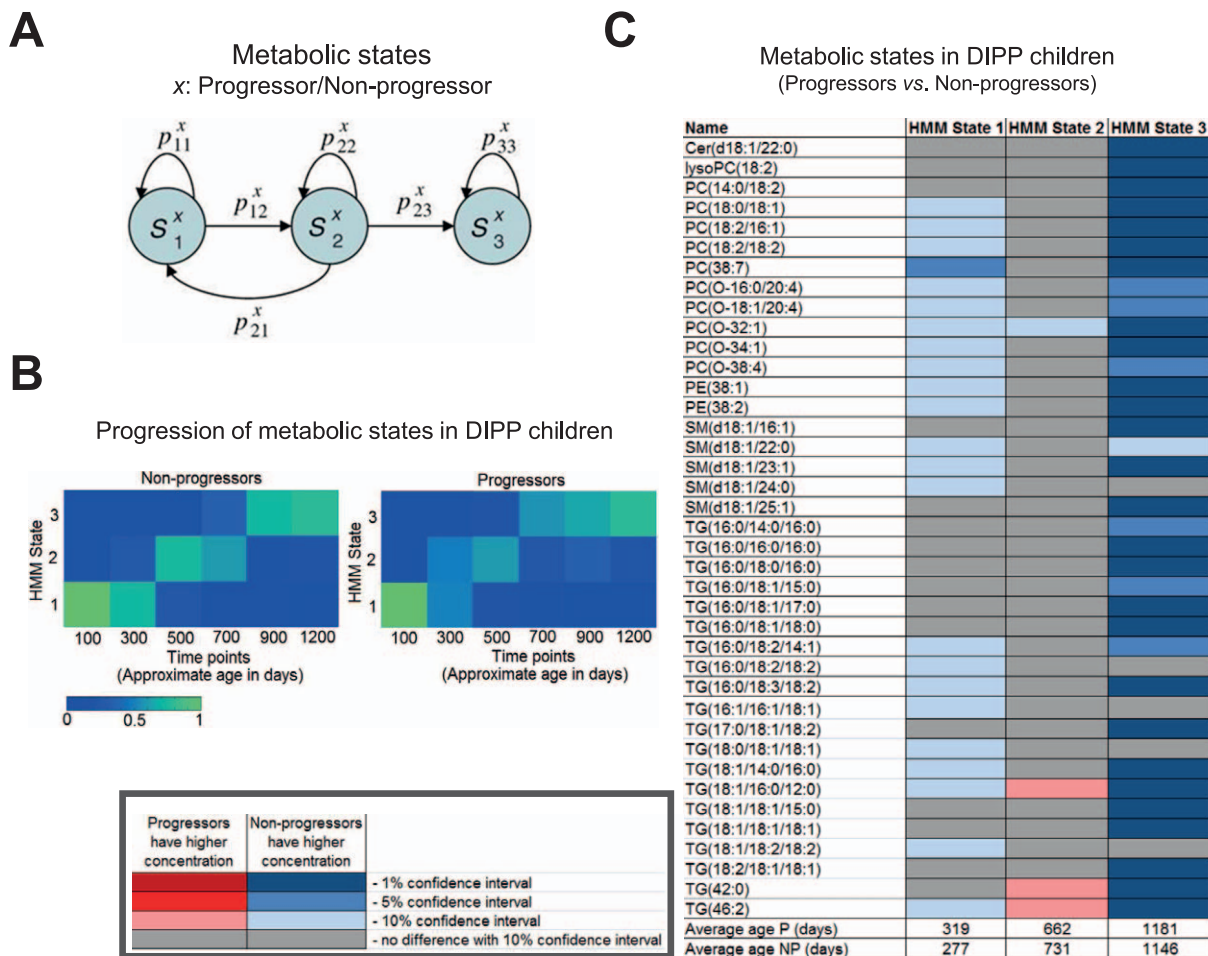 A
Metabolic states
x: Progressor/Non-progressor
p_11^x
p_22^x
p_33^x
p_12^x
p_23^x
S_1^x
S_2^x
S_3^x
p_21^x
B
Progression of metabolic states in DIPP children
Non-progressors
Progressors
HMM State
3
2
1
100 300 500 700 900 1200
Time points
(Approximate age in days)
HMM State
3
2
1
100 300 500 700 900 1200
Time points
(Approximate age in days)
0 0.5 1
Progressors have higher concentration
Non-progressors have higher concentration
- 1% confidence interval
- 5% confidence interval
- 10% confidence interval
- no difference with 10% confidence interval
C
Metabolic states in DIPP children
(Progressors vs. Non-progressors)
Name HMM State 1 HMM State 2 HMM State 3
Cer(d18:1/22:0)
lysoPC(18:2)
PC(14:0/18:2)
PC(18:0/18:1)
PC(18:2/16:1)
PC(18:2/18:2)
PC(38:7)
PC(O-16:0/20:4)
PC(O-18:1/20:4)
PC(O-32:1)
PC(O-34:1)
PC(O-38:4)
PE(38:1)
PE(38:2)
SM(d18:1/16:1)
SM(d18:1/22:0)
SM(d18:1/23:1)
SM(d18:1/24:0)
SM(d18:1/25:1)
TG(16:0/14:0/16:0)
TG(16:0/16:0/16:0)
TG(16:0/18:0/16:0)
TG(16:0/18:1/15:0)
TG(16:0/18:1/17:0)
TG(16:0/18:1/18:0)
TG(16:0/18:2/14:1)
TG(16:0/18:2/18:2)
TG(16:0/18:3/18:2)
TG(16:1/16:1/18:1)
TG(17:0/18:1/18:2)
TG(18:0/18:1/18:1)
TG(18:1/14:0/16:0)
TG(18:1/16:0/12:0)
TG(18:1/18:1/15:0)
TG(18:1/18:1/18:1)
TG(18:1/18:2/18:2)
TG(18:2/18:1/18:1)
TG(42:0)
TG(46:2)
Average age P (days) 319 662 1181
Average age NP (days) 277 731 1146